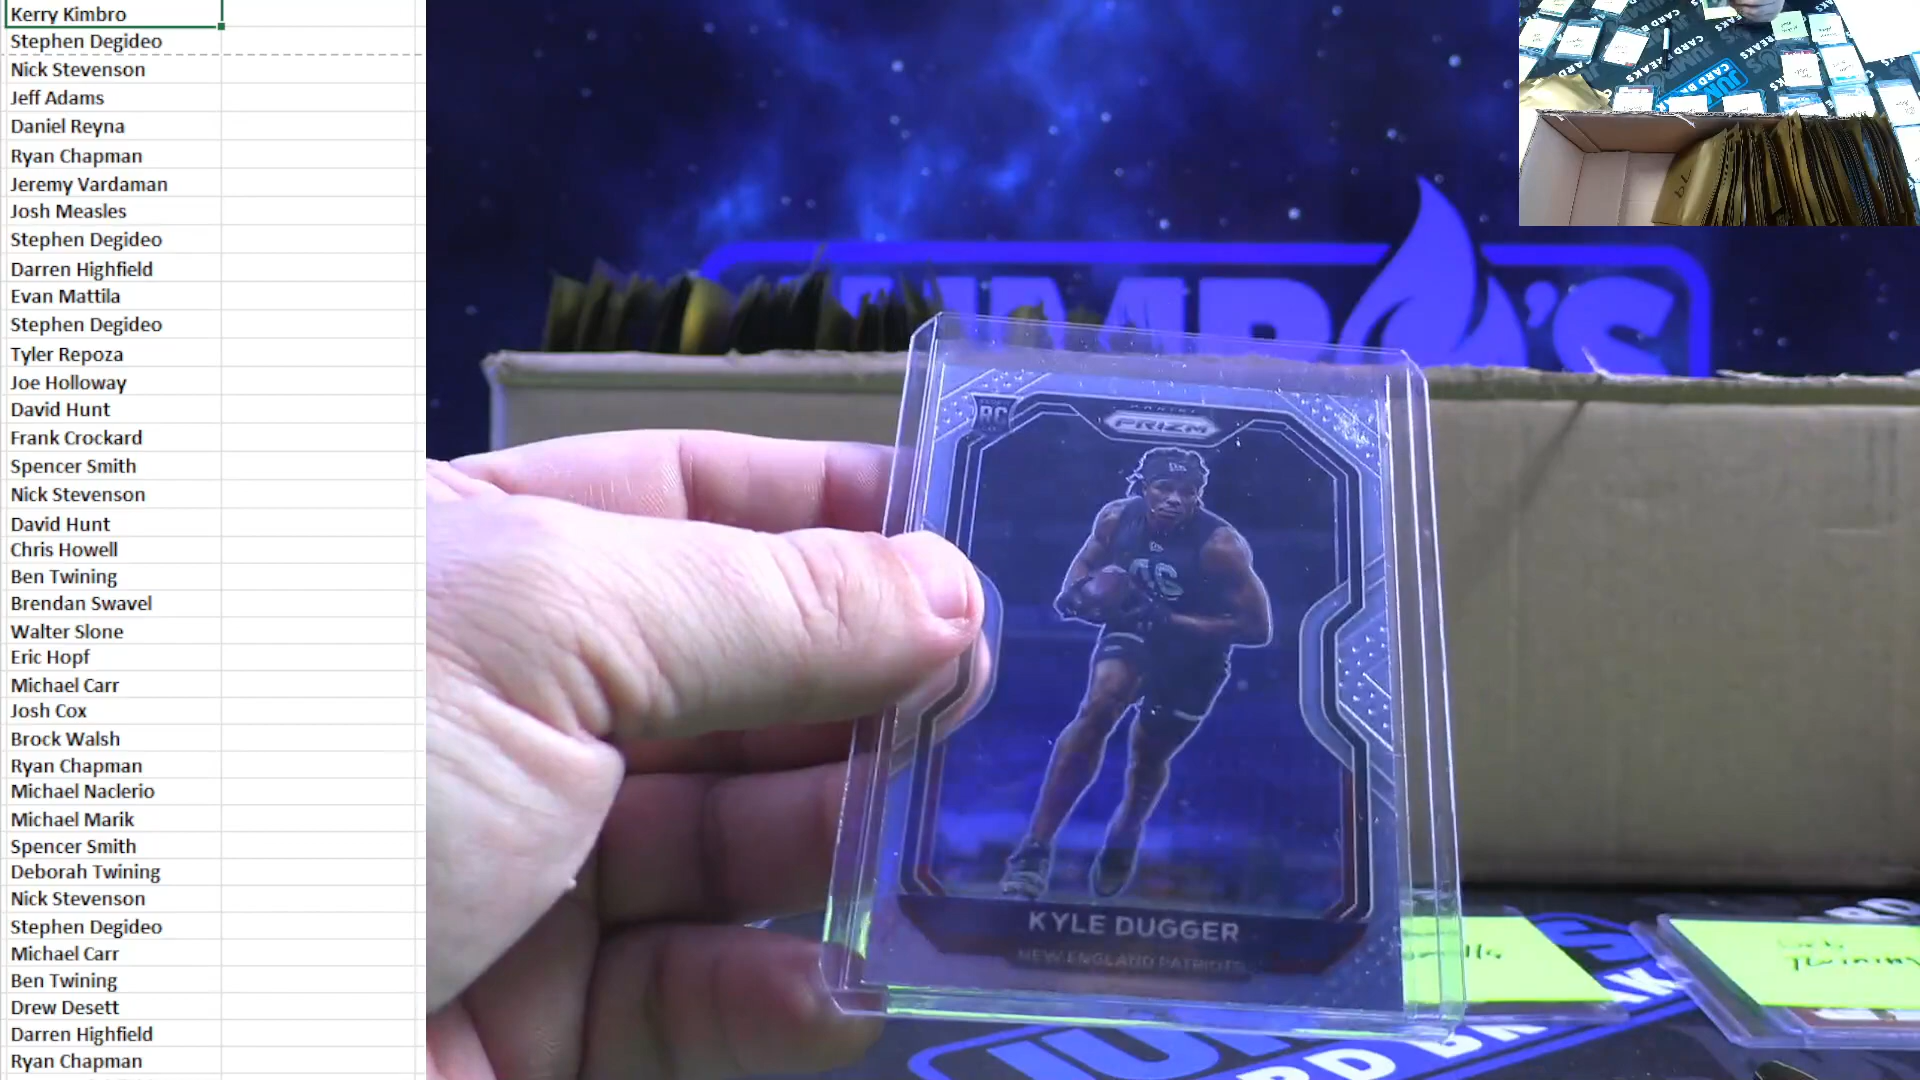 Kerry Kimbro
Stephen Degideo
Nick Stevenson
Jeff Adams
Daniel Reyna
Ryan Chapman
Jeremy Vardaman
Josh Measles
Stephen Degideo
Darren Highfield
Evan Mattila
Stephen Degideo
Tyler Repoza
Joe Holloway
David Hunt
Frank Crockard
Spencer Smith
Nick Stevenson
David Hunt
Chris Howell
Ben Twining
Brendan Swavel
Walter Slone
Eric Hopf
Michael Carr
Josh Cox
Brock Walsh
Ryan Chapman
Michael Naclerio
Michael Marik
Spencer Smith
Deborah Twining
Nick Stevenson
Stephen Degideo
Michael Carr
Ben Twining
Drew Desett
Darren Highfield
Ryan Chapman
CARD BREAKS
RC
PANINI
PRIZM
KYLE DUGGER
NEW ENGLAND PATRIOTS
Twining